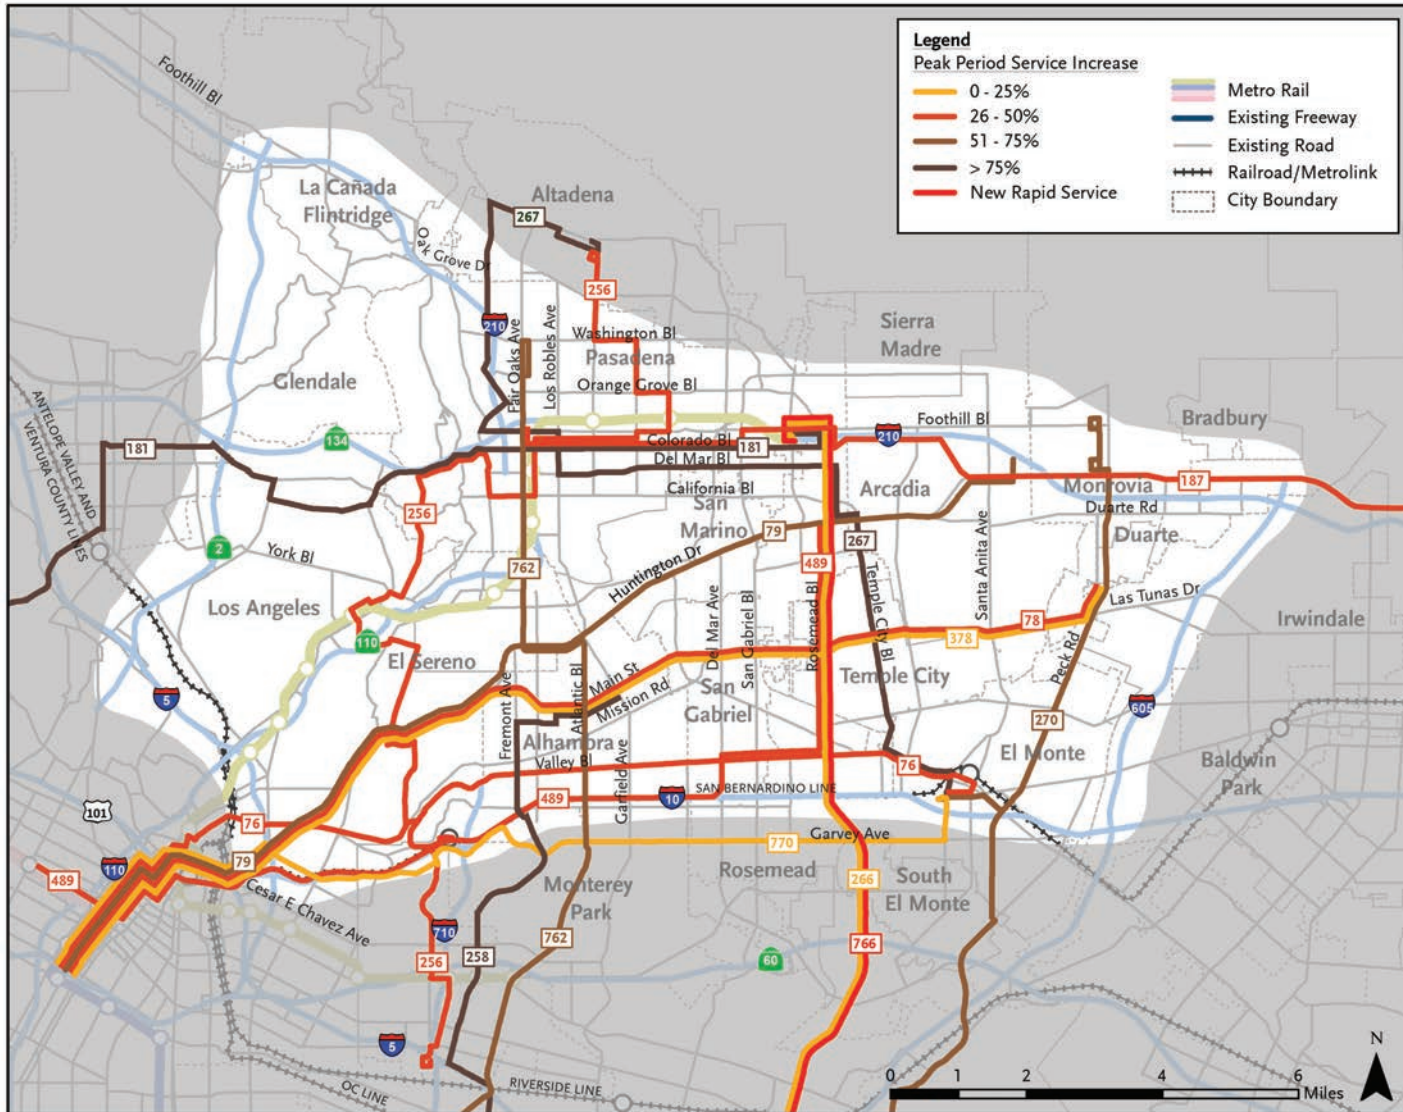 Legend
Peak Period Service Increase
0 - 25%
26 - 50%
51 - 75%
> 75%
New Rapid Service
Metro Rail
Existing Freeway
Existing Road
Railroad/Metrolink
City Boundary
Foothill Bl
La Cañada
Flintridge
Altadena
267
Oak Grove Dr
256
210
Fair Oaks Ave
Los Robles Ave
Washington Bl
Pasadena
Sierra
Madre
Glendale
Orange Grove Bl
ANTELOPE VALLEY AND
VENTURA COUNTY LINES
134
181
Colorado Bl
181
Foothill Bl
210
Bradbury
Del Mar Bl
California Bl
Arcadia
Monrovia
187
256
San
Marino
Duarte Rd
2
York Bl
762
79
267
Duarte
Huntington Dr
489
Santa Anita Ave
Los Angeles
Del Mar Ave
San Gabriel Bl
Rosemead Bl
Temple City Bl
Las Tunas Dr
Irwindale
110
78
378
El Sereno
Main St
Mission Rd
Peck Rd
Temple City
5
Fremont Ave
Atlantic Bl
San
Gabriel
605
270
El Monte
Alhambra
Valley Bl
Garfield Ave
76
Baldwin
Park
SAN BERNARDINO LINE
489
10
101
76
Garvey Ave
770
110
79
489
Cesar E Chavez Ave
Rosemead
266
South
El Monte
Monterey
Park
710
762
766
256
258
60
5
OC LINE
RIVERSIDE LINE
0 1 2 4 6
Miles
N